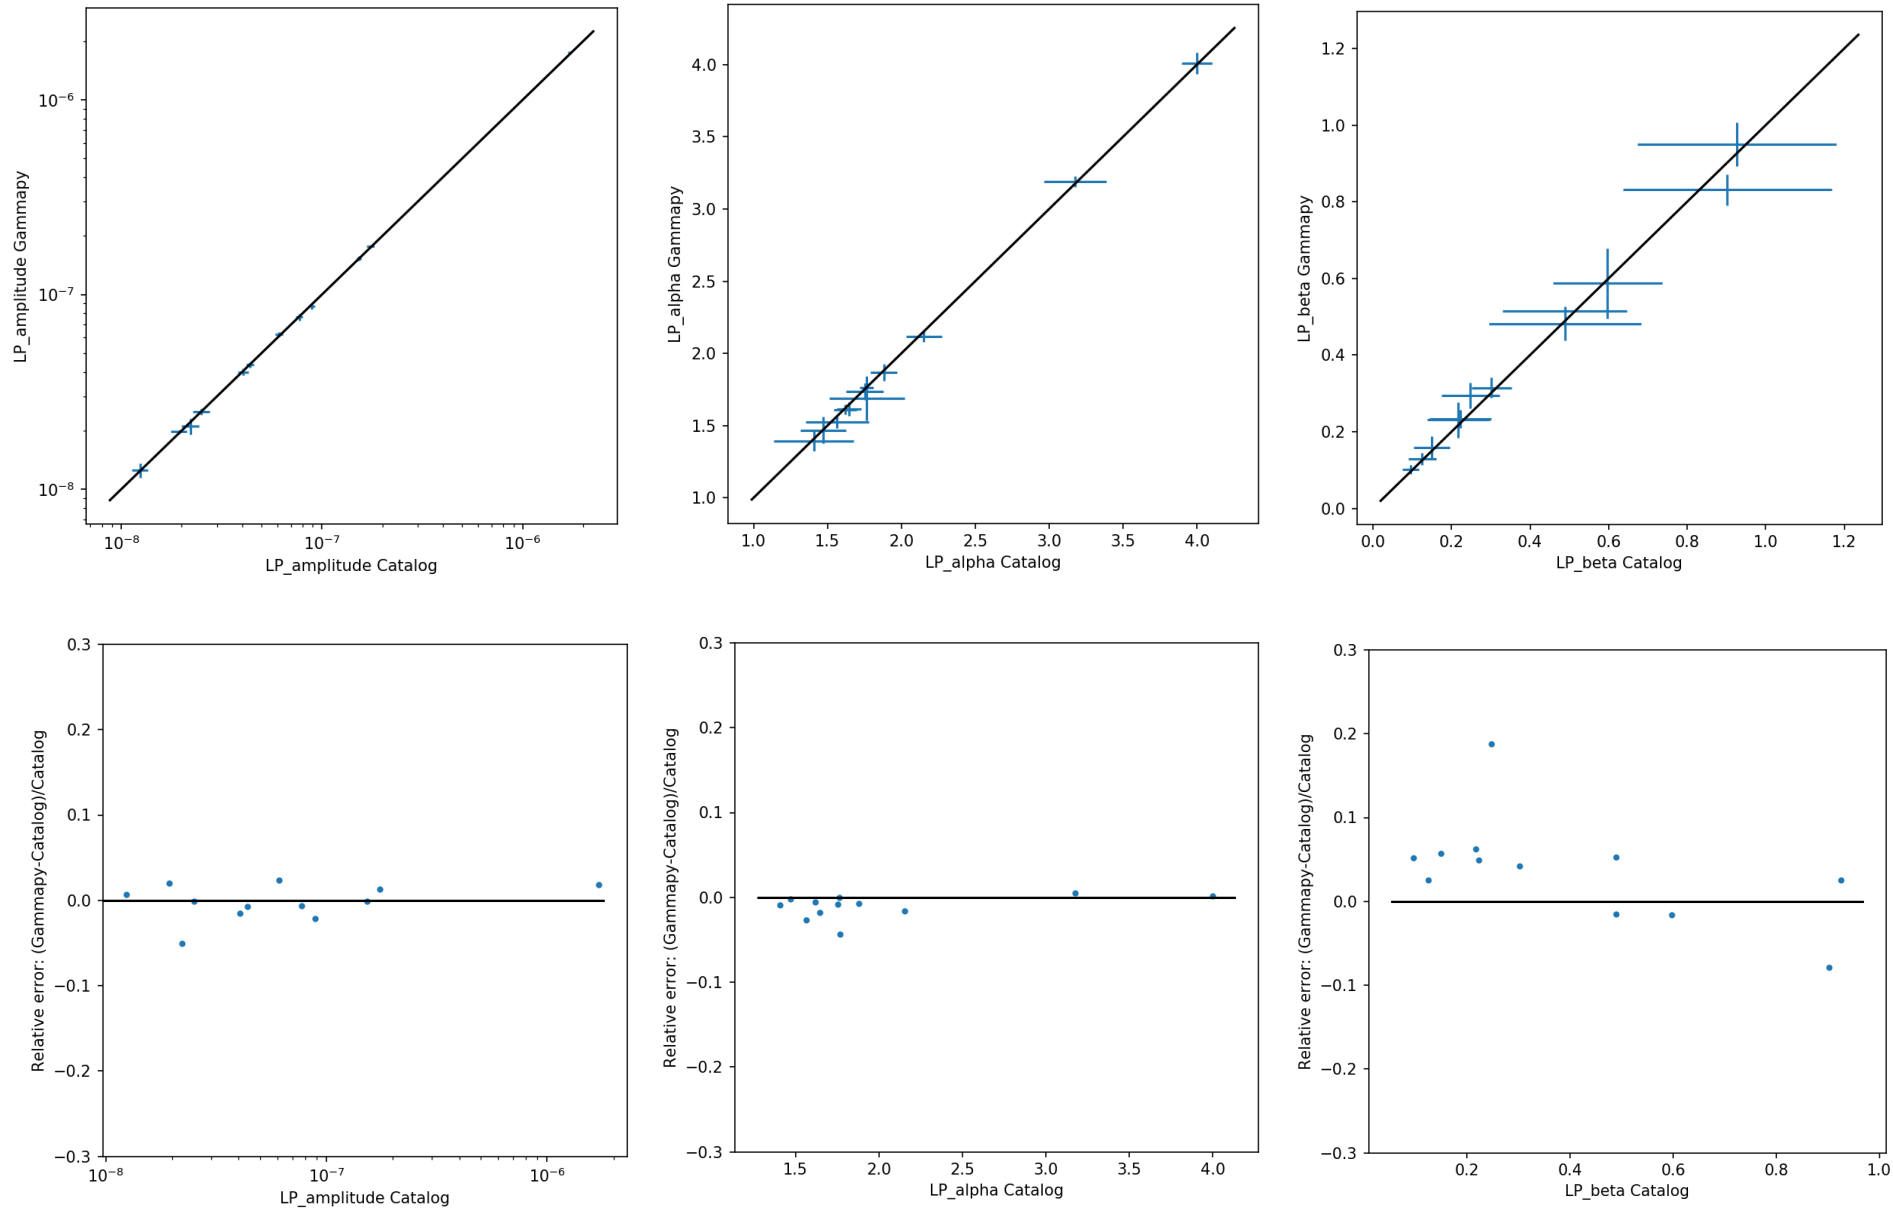 LP_amplitude Gammapy
10⁻⁶
10⁻⁷
10⁻⁸
10⁻⁸ 10⁻⁷ 10⁻⁶
LP_amplitude Catalog
LP_alpha Gammapy
4.0
3.5
3.0
2.5
2.0
1.5
1.0
1.0 1.5 2.0 2.5 3.0 3.5 4.0
LP_alpha Catalog
LP_beta Gammapy
1.2
1.0
0.8
0.6
0.4
0.2
0.0
0.0 0.2 0.4 0.6 0.8 1.0 1.2
LP_beta Catalog
Relative error: (Gammapy-Catalog)/Catalog
0.3
0.2
0.1
0.0
−0.1
−0.2
−0.3
10⁻⁸ 10⁻⁷ 10⁻⁶
LP_amplitude Catalog
Relative error: (Gammapy-Catalog)/Catalog
0.3
0.2
0.1
0.0
−0.1
−0.2
−0.3
1.5 2.0 2.5 3.0 3.5 4.0
LP_alpha Catalog
Relative error: (Gammapy-Catalog)/Catalog
0.3
0.2
0.1
0.0
−0.1
−0.2
−0.3
0.2 0.4 0.6 0.8 1.0
LP_beta Catalog